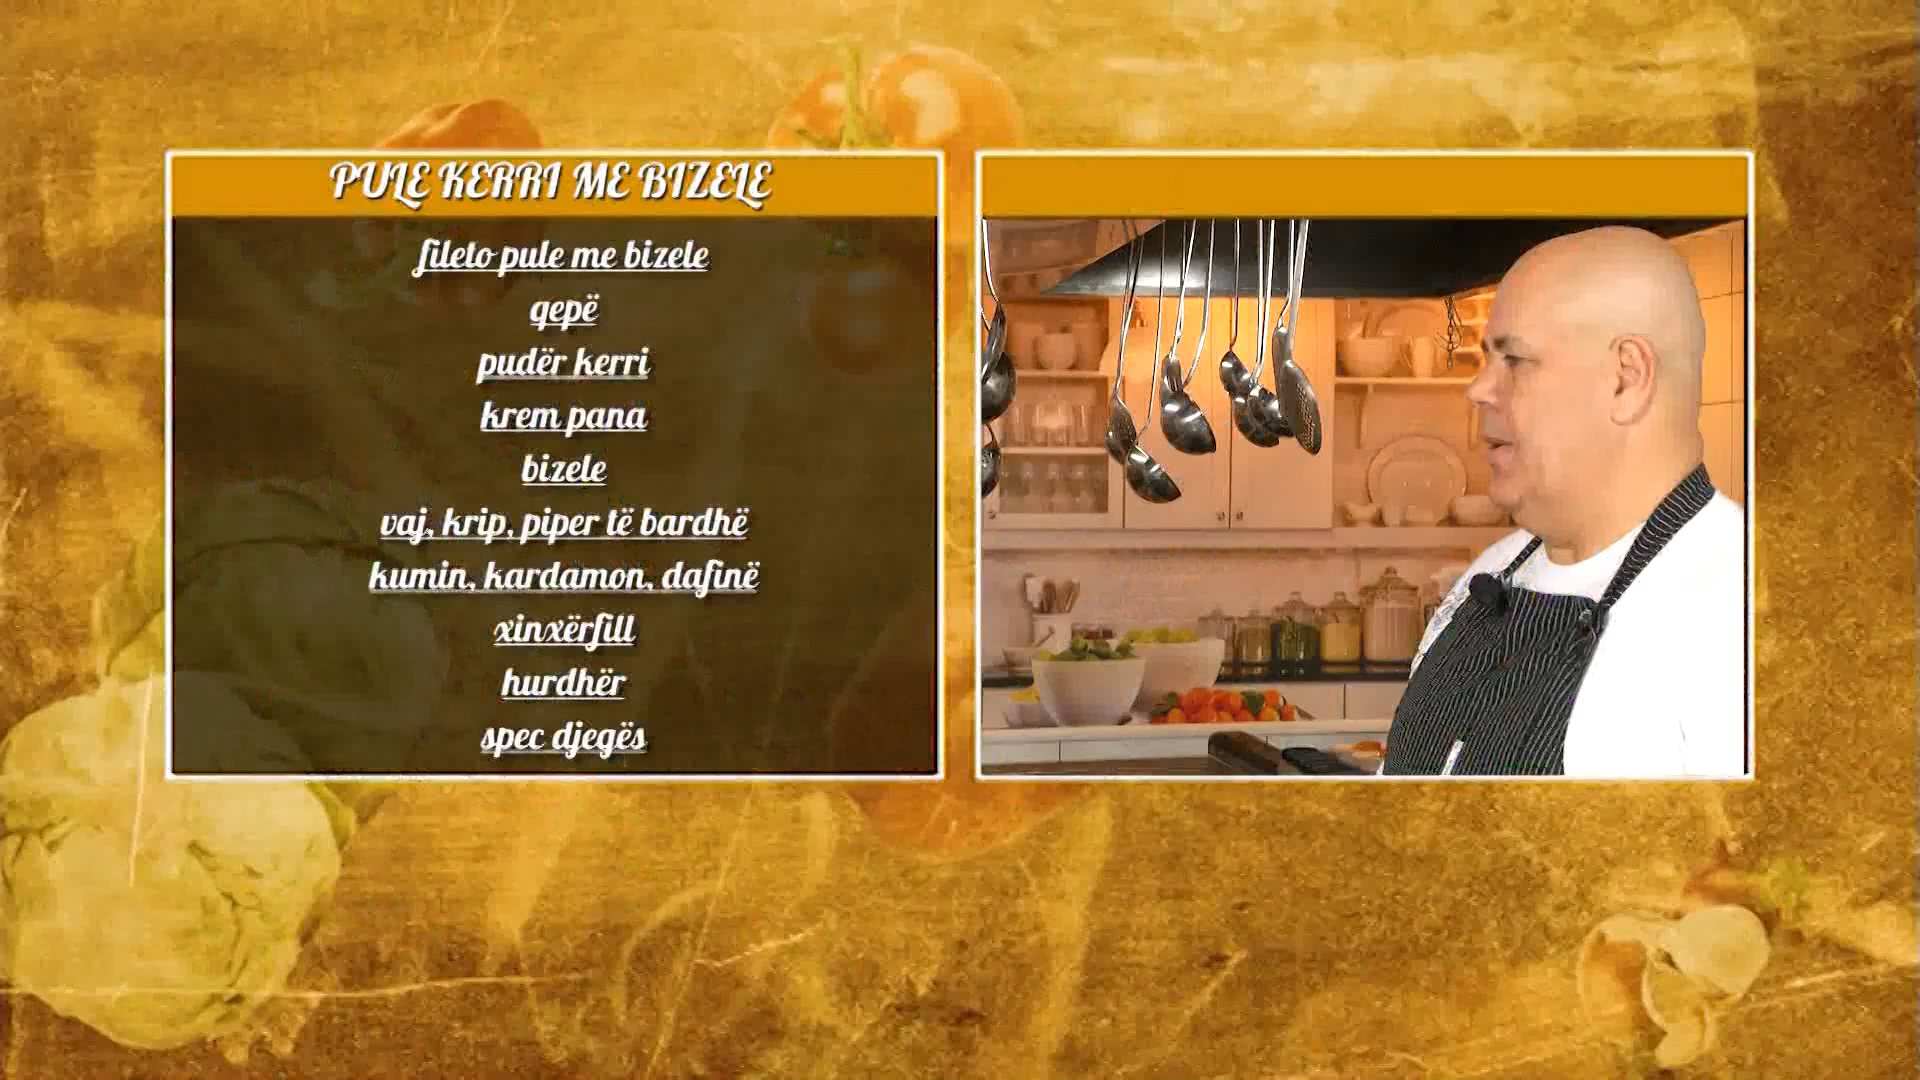 PULE KERRI ME BIZELE
fileto pule me bizele
qepë
pudër kerri
krem pana
bizele
vaj, krip, piper të bardhë
kumin, kardamon, dafinë
xinxërfill
hurdhër
spec djegës